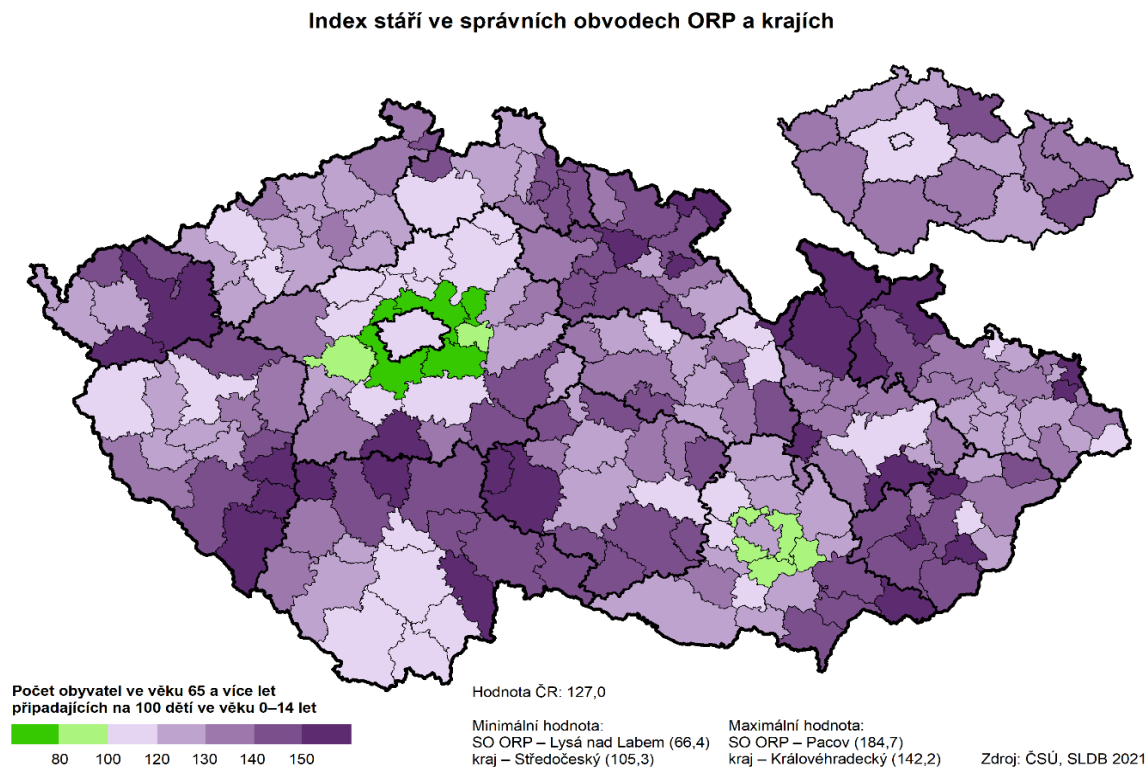 Index stáří ve správních obvodech ORP a krajích
Počet obyvatel ve věku 65 a více let
připadajících na 100 dětí ve věku 0–14 let
80 100 120 130 140 150
Hodnota ČR: 127,0
Minimální hodnota:
SO ORP – Lysá nad Labem (66,4)
kraj – Středočeský (105,3)
Maximální hodnota:
SO ORP – Pacov (184,7)
kraj – Královéhradecký (142,2)
Zdroj: ČSÚ, SLDB 2021